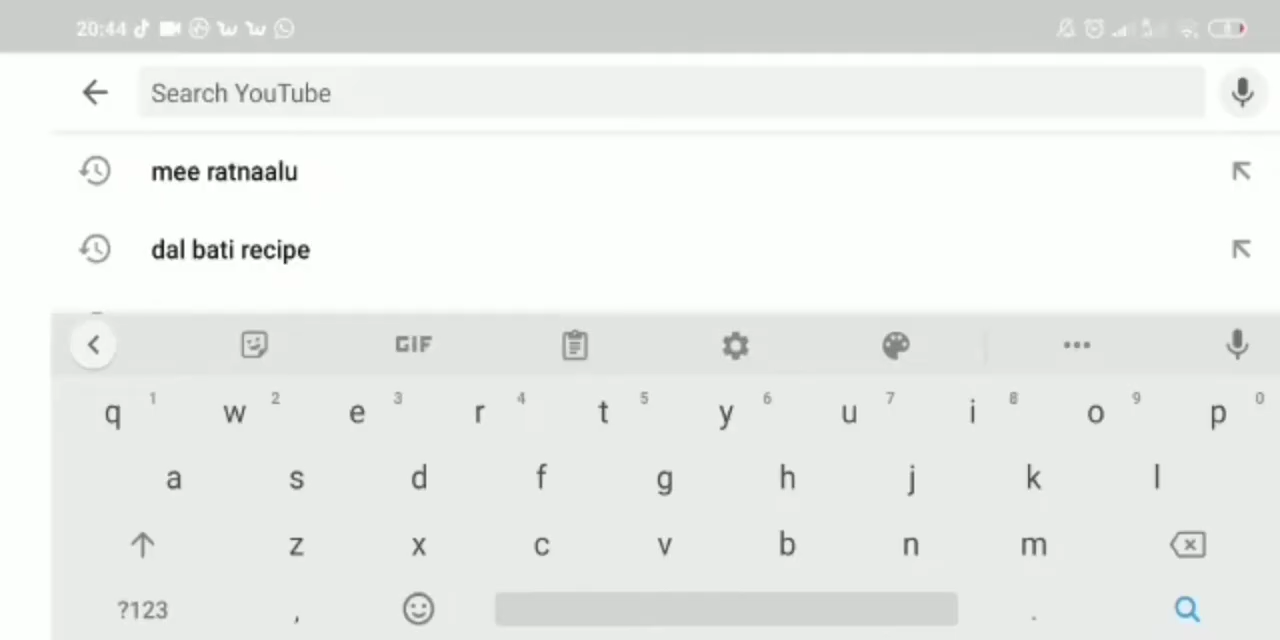 20:44
Search YouTube
mee ratnaalu
dal bati recipe
GIF
q 1 w 2 e 3 r 4 t 5 y 6 u 7 i 8 o 9 p 0
a s d f g h j k l
z x c v b n m
?123 , .